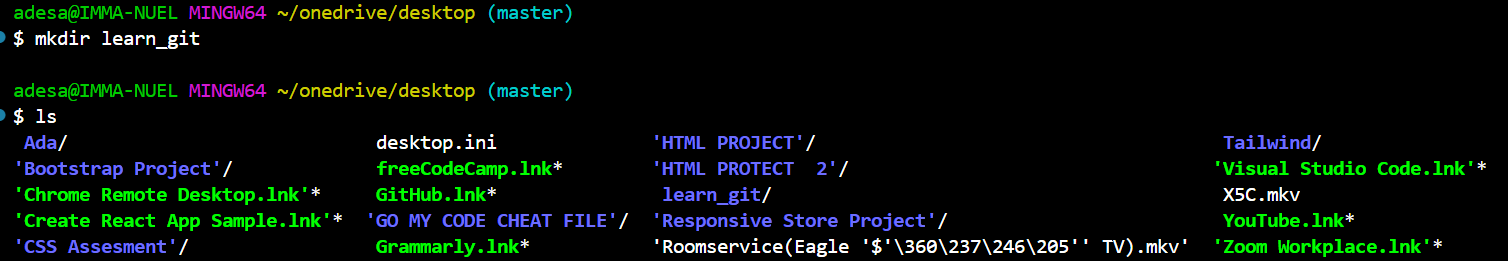 adesa@IMMA-NUEL MINGW64 ~/onedrive/desktop (master)
$ mkdir learn_git
adesa@IMMA-NUEL MINGW64 ~/onedrive/desktop (master)
$ ls
Ada/ desktop.ini 'HTML PROJECT'/ Tailwind/
'Bootstrap Project'/ freeCodeCamp.lnk* 'HTML PROTECT  2'/ 'Visual Studio Code.lnk'*
'Chrome Remote Desktop.lnk'* GitHub.lnk* learn_git/ X5C.mkv
'Create React App Sample.lnk'* 'GO MY CODE CHEAT FILE'/ 'Responsive Store Project'/ YouTube.lnk*
'CSS Assesment'/ Grammarly.lnk* 'Roomservice(Eagle '$'\360\237\246\205'' TV).mkv' 'Zoom Workplace.lnk'*